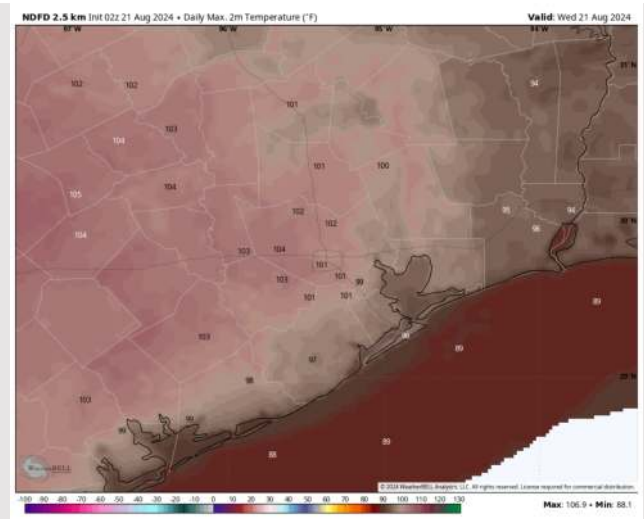 NDFD 2.5 km Init 02z 21 Aug 2024 • Daily Max. 2m Temperature (°F)
Valid: Wed 21 Aug 2024
97°W 96°W 95°W 94°W
31°N
102 102 94
101
103
104
101 100
104
105
102 95 94
102 96
30°N
104
103 104
101
103 101 99
101 101
89
103
89
97
98
29°N
103
89
88
WeatherBELL
© 2024 WeatherBELL Analytics, LLC. All rights reserved. License required for commercial distribution.
-100 -90 -80 -70 -60 -50 -40 -30 -20 -10 0 10 20 30 40 50 60 70 80 90 100 110 120 130
Max: 106.9 • Min: 88.1